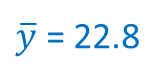 ȳ = 22.8